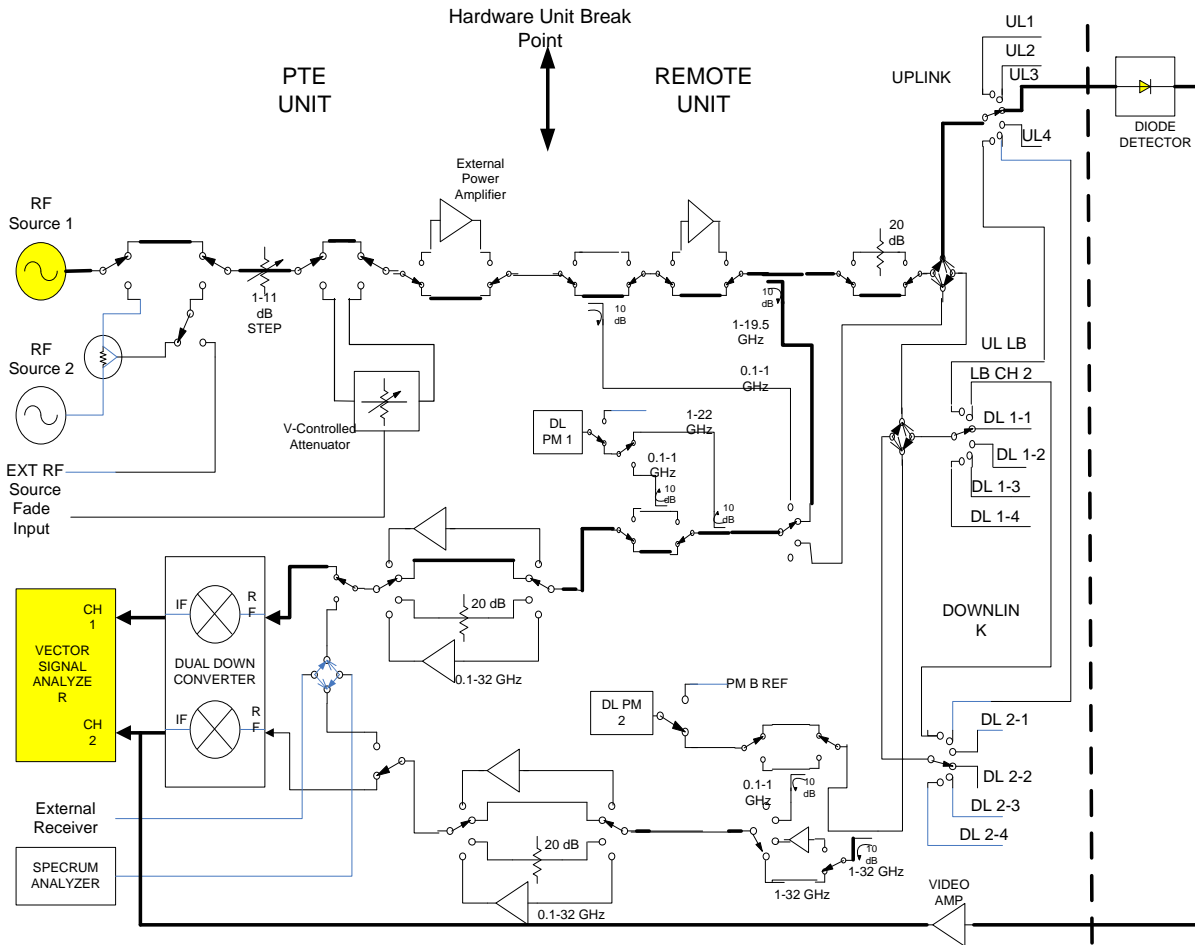 Hardware Unit Break
Point
PTE
UNIT
REMOTE
UNIT
UPLINK
UL1
UL2
UL3
UL4
DIODE
DETECTOR
External
Power
Amplifier
RF
Source 1
1-11
dB
STEP
20
dB
10
dB
10
dB
1-19.5
GHz
0.1-1
GHz
RF
Source 2
V-Controlled
Attenuator
EXT RF
Source
Fade
Input
DL
PM 1
1-22
GHz
0.1-1
GHz
10
dB
10
dB
UL LB
LB CH 2
DL 1-1
DL 1-2
DL 1-3
DL 1-4
CH
1
VECTOR
SIGNAL
ANALYZE
R
CH
2
IF
R
F
DUAL DOWN
CONVERTER
IF
R
F
20 dB
0.1-32 GHz
DOWNLIN
K
DL PM
2
PM B REF
0.1-1
GHz
10
dB
10
dB
1-32 GHz
1-32 GHz
DL 2-1
DL 2-2
DL 2-3
DL 2-4
External
Receiver
SPECRUM
ANALYZER
20 dB
0.1-32 GHz
VIDEO
AMP